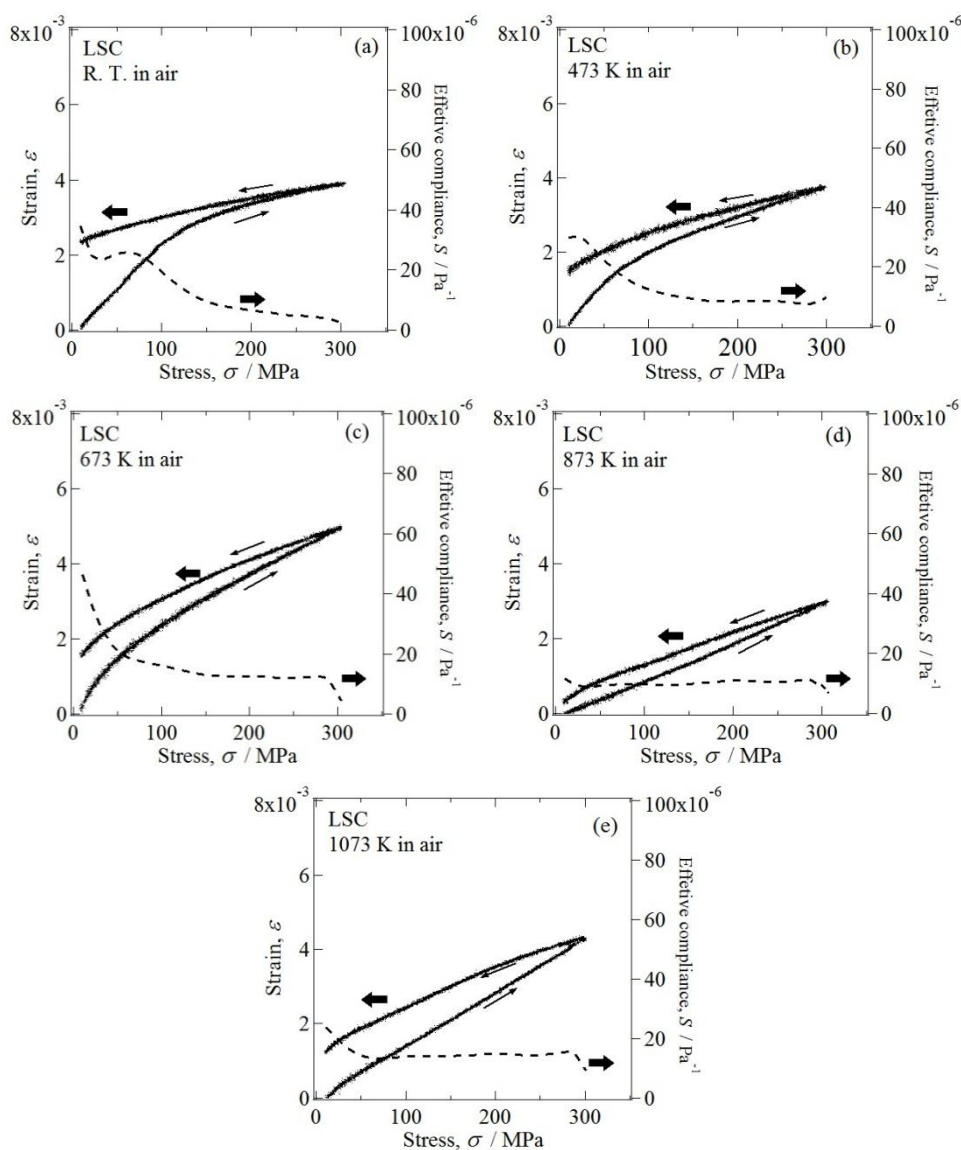 8x10-3
LSC
R. T. in air
(a)
100x10-6
6
4
2
0
Strain, ε
80
60
40
20
0
Effetive compliance, S / Pa-1
0
100
200
300
Stress, σ / MPa
8x10-3
LSC
473 K in air
(b)
100x10-6
6
4
2
0
Strain, ε
80
60
40
20
0
Effetive compliance, S / Pa-1
0
100
200
300
Stress, σ / MPa
8x10-3
LSC
673 K in air
(c)
100x10-6
6
4
2
0
Strain, ε
80
60
40
20
0
Effetive compliance, S / Pa-1
0
100
200
300
Stress, σ / MPa
8x10-3
LSC
873 K in air
(d)
100x10-6
6
4
2
0
Strain, ε
80
60
40
20
0
Effetive compliance, S / Pa-1
0
100
200
300
Stress, σ / MPa
8x10-3
LSC
1073 K in air
(e)
100x10-6
6
4
2
0
Strain, ε
80
60
40
20
0
Effetive compliance, S / Pa-1
0
100
200
300
Stress, σ / MPa